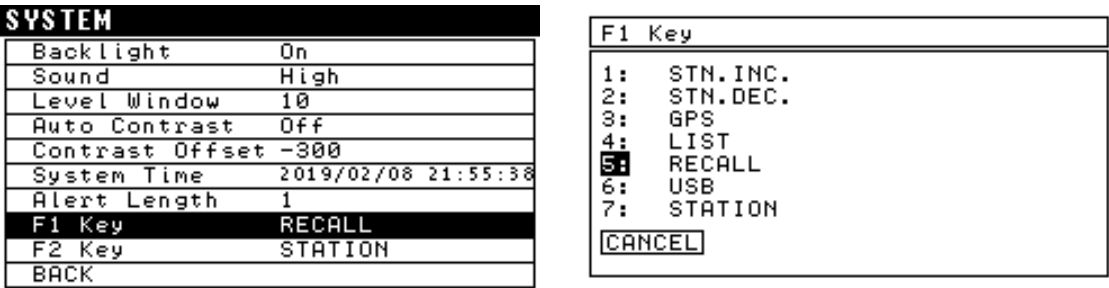 SYSTEM
Backlight On
Sound High
Level Window 10
Auto Contrast Off
Contrast Offset -300
System Time 2019/02/08 21:55:38
Alert Length 1
F1 Key RECALL
F2 Key STATION
BACK
F1 Key
1: STN.INC.
2: STN.DEC.
3: GPS
4: LIST
5: RECALL
6: USB
7: STATION
CANCEL